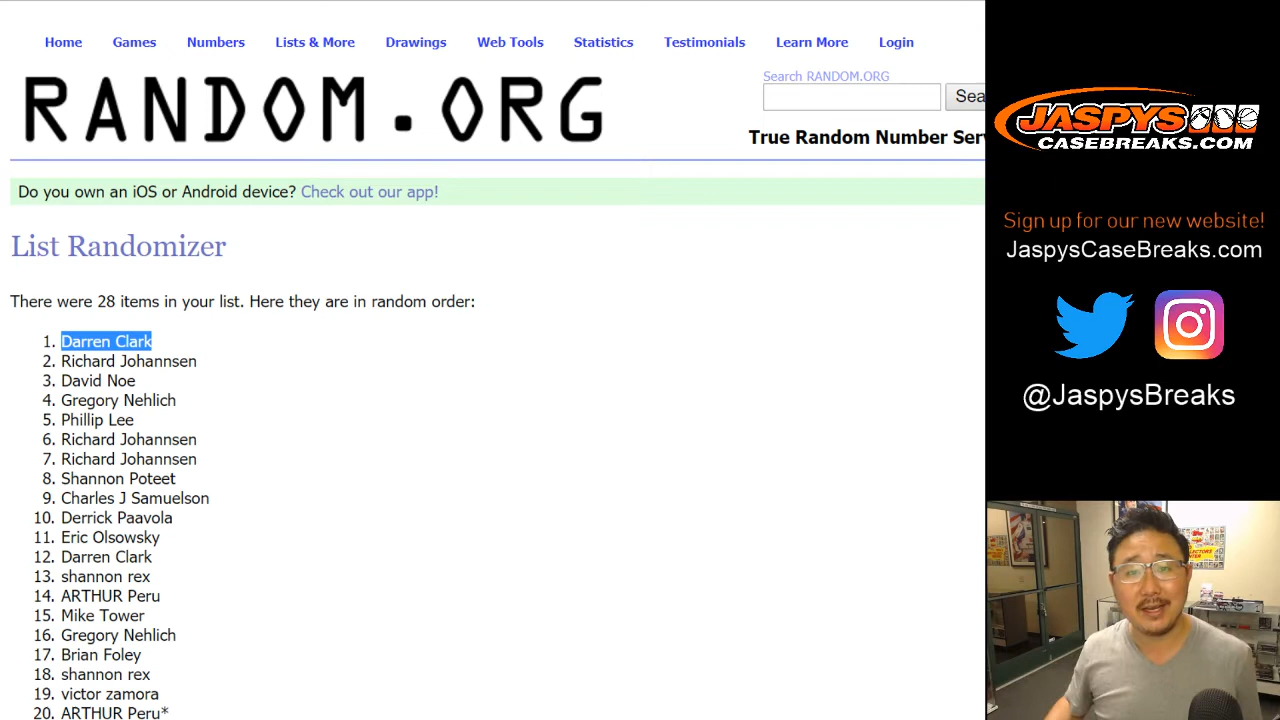 Home Games Numbers Lists & More Drawings Web Tools Statistics Testimonials Learn More Login
RANDOM.ORG
Search RANDOM.ORG
Sea
True Random Number Serv
Do you own an iOS or Android device? Check out our app!
List Randomizer
There were 28 items in your list. Here they are in random order:
1. Darren Clark
2. Richard Johannsen
3. David Noe
4. Gregory Nehlich
5. Phillip Lee
6. Richard Johannsen
7. Richard Johannsen
8. Shannon Poteet
9. Charles J Samuelson
10. Derrick Paavola
11. Eric Olsowsky
12. Darren Clark
13. shannon rex
14. ARTHUR Peru
15. Mike Tower
16. Gregory Nehlich
17. Brian Foley
18. shannon rex
19. victor zamora
20. ARTHUR Peru*
JASPYS
CASEBREAKS.COM
Sign up for our new website!
JaspysCaseBreaks.com
@JaspysBreaks